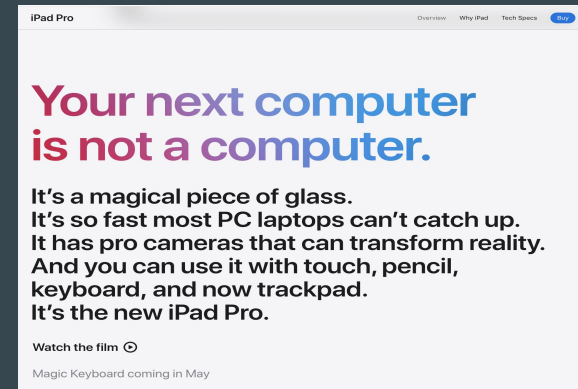 iPad Pro
Overview Why iPad Tech Specs Buy
Your next computer
is not a computer.
It’s a magical piece of glass.
It’s so fast most PC laptops can’t catch up.
It has pro cameras that can transform reality.
And you can use it with touch, pencil,
keyboard, and now trackpad.
It’s the new iPad Pro.
Watch the film
Magic Keyboard coming in May